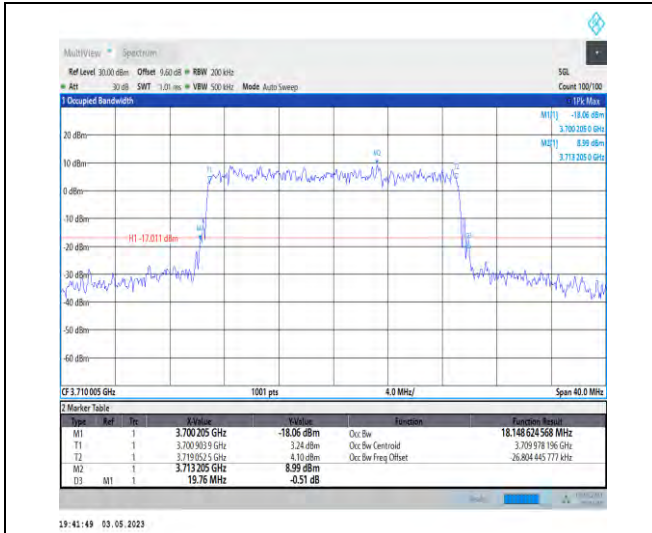 MultiView Spectrum
Ref Level 30.00 dBm Offset 9.60 dB RBW 200 kHz SGL
Att 30 dB SWT 1.01 ms VBW 500 kHz Mode Auto Sweep Count 100/100
1 Occupied Bandwidth 1Pk Max
M1[1] -18.06 dBm
3.700 205 0 GHz
M2[1] 8.99 dBm
3.713 205 0 GHz
20 dBm
M2
10 dBm
T1 T2
0 dBm
-10 dBm
M1
H1 -17.011 dBm
-20 dBm
-30 dBm
-40 dBm
-50 dBm
-60 dBm
CF 3.710 005 GHz 1001 pts 4.0 MHz/ Span 40.0 MHz
2 Marker Table
Type Ref Trc X-Value Y-Value Function Function Result
M1 1 3.700 205 GHz -18.06 dBm Occ Bw 18.148 624 568 MHz
T1 1 3.700 903 9 GHz 3.24 dBm Occ Bw Centroid 3.709 978 196 GHz
T2 1 3.719 052 5 GHz 4.10 dBm Occ Bw Freq Offset -26.804 445 777 kHz
M2 1 3.713 205 GHz 8.99 dBm
D3 M1 1 19.76 MHz -0.51 dB
19:41:49 03.05.2023